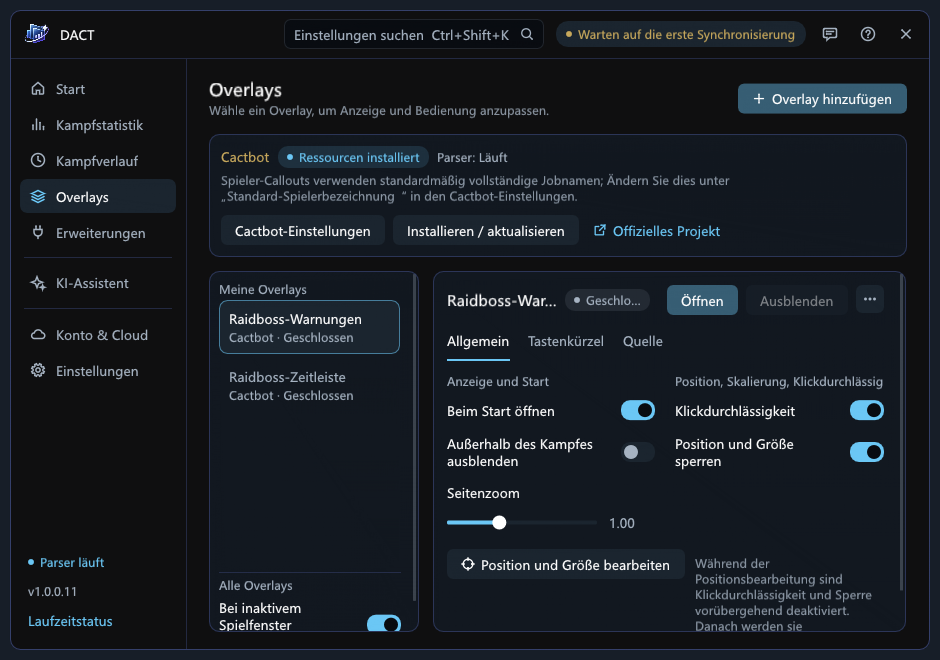 DACT
Einstellungen suchen Ctrl+Shift+K
Warten auf die erste Synchronisierung
Start
Kampfstatistik
Kampfverlauf
Overlays
Erweiterungen
KI-Assistent
Konto & Cloud
Einstellungen
Parser läuft
v1.0.0.11
Laufzeitstatus
Overlays
Wähle ein Overlay, um Anzeige und Bedienung anzupassen.
+ Overlay hinzufügen
Cactbot
Ressourcen installiert
Parser: Läuft
Spieler-Callouts verwenden standardmäßig vollständige Jobnamen; Ändern Sie dies unter
„Standard-Spielerbezeichnung “ in den Cactbot-Einstellungen.
Cactbot-Einstellungen
Installieren / aktualisieren
Offizielles Projekt
Meine Overlays
Raidboss-Warnungen
Cactbot · Geschlossen
Raidboss-Zeitleiste
Cactbot · Geschlossen
Alle Overlays
Bei inaktivem
Spielfenster
Raidboss-War...
Geschlo...
Öffnen
Ausblenden
Allgemein
Tastenkürzel
Quelle
Anzeige und Start
Beim Start öffnen
Außerhalb des Kampfes
ausblenden
Position, Skalierung, Klickdurchlässig
Klickdurchlässigkeit
Position und Größe
sperren
Seitenzoom
1.00
Position und Größe bearbeiten
Während der
Positionsbearbeitung sind
Klickdurchlässigkeit und Sperre
vorübergehend deaktiviert.
Danach werden sie